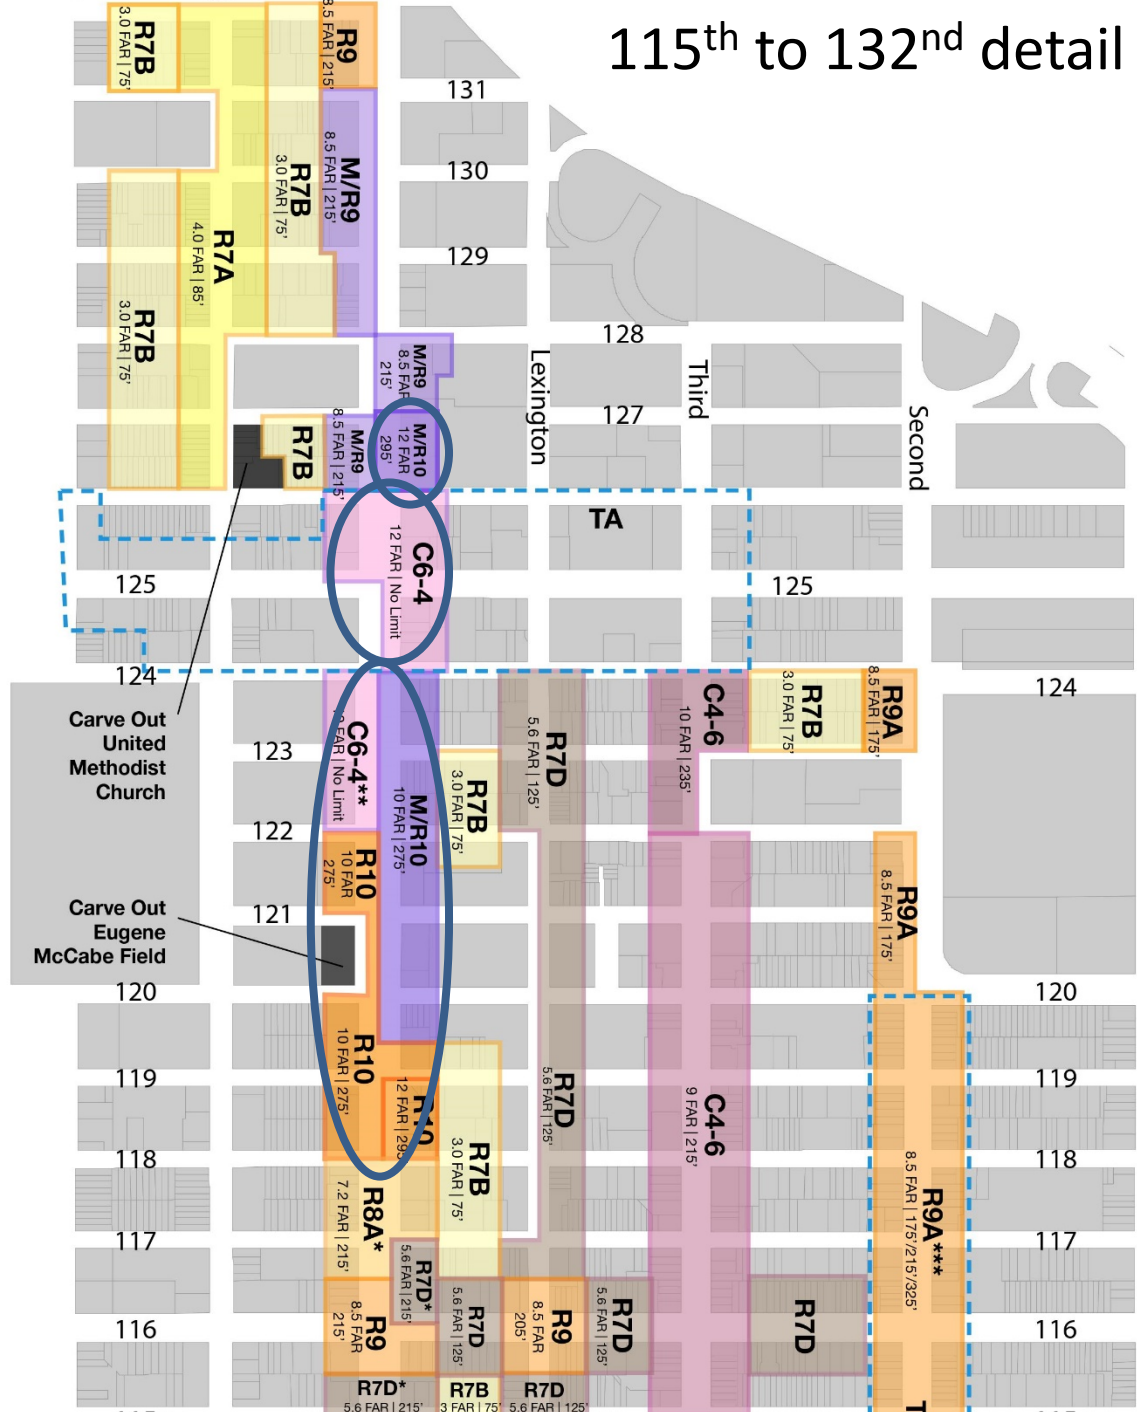 115th to 132nd detail
R7B
3.0 FAR | 75'
R9
8.5 FAR | 215'
131
130
129
128
127
R7B
3.0 FAR | 75'
M/R9
8.5 FAR | 215'
R7A
4.0 FAR | 85'
R7B
3.0 FAR | 75'
M/R9
8.5 FAR
215'
Lexington
Third
Second
R7B
M/R9
8.5 FAR | 215'
M/R10
12 FAR
295'
TA
125
125
C6-4
12 FAR | No Limit
124
124
Carve Out
United
Methodist
Church
123
C6-4**
FAR | No Limit
M/R10
10 FAR | 275'
R7B
3.0 FAR | 75'
R7D
5.6 FAR | 125'
C4-6
10 FAR | 235'
R7B
3.0 FAR | 75'
R9A
8.5 FAR | 175'
122
R10
10 FAR
275'
R9A
8.5 FAR | 175'
Carve Out
Eugene
McCabe Field
121
120
120
R10
10 FAR | 275'
R10
12 FAR | 295'
R7B
3.0 FAR | 75'
R7D
5.6 FAR | 125'
C4-6
9 FAR | 215'
119
119
118
118
R9A***
8.5 FAR | 175'/215'/325'
R8A*
7.2 FAR | 215'
117
117
R7D*
5.6 FAR | 215'
R9
8.5 FAR
215'
R7D
5.6 FAR | 125'
R9
8.5 FAR
205'
R7D
5.6 FAR | 125'
R7D
116
116
R7D*
5.6 FAR | 215'
R7B
3 FAR | 75'
R7D
5.6 FAR | 125'
T